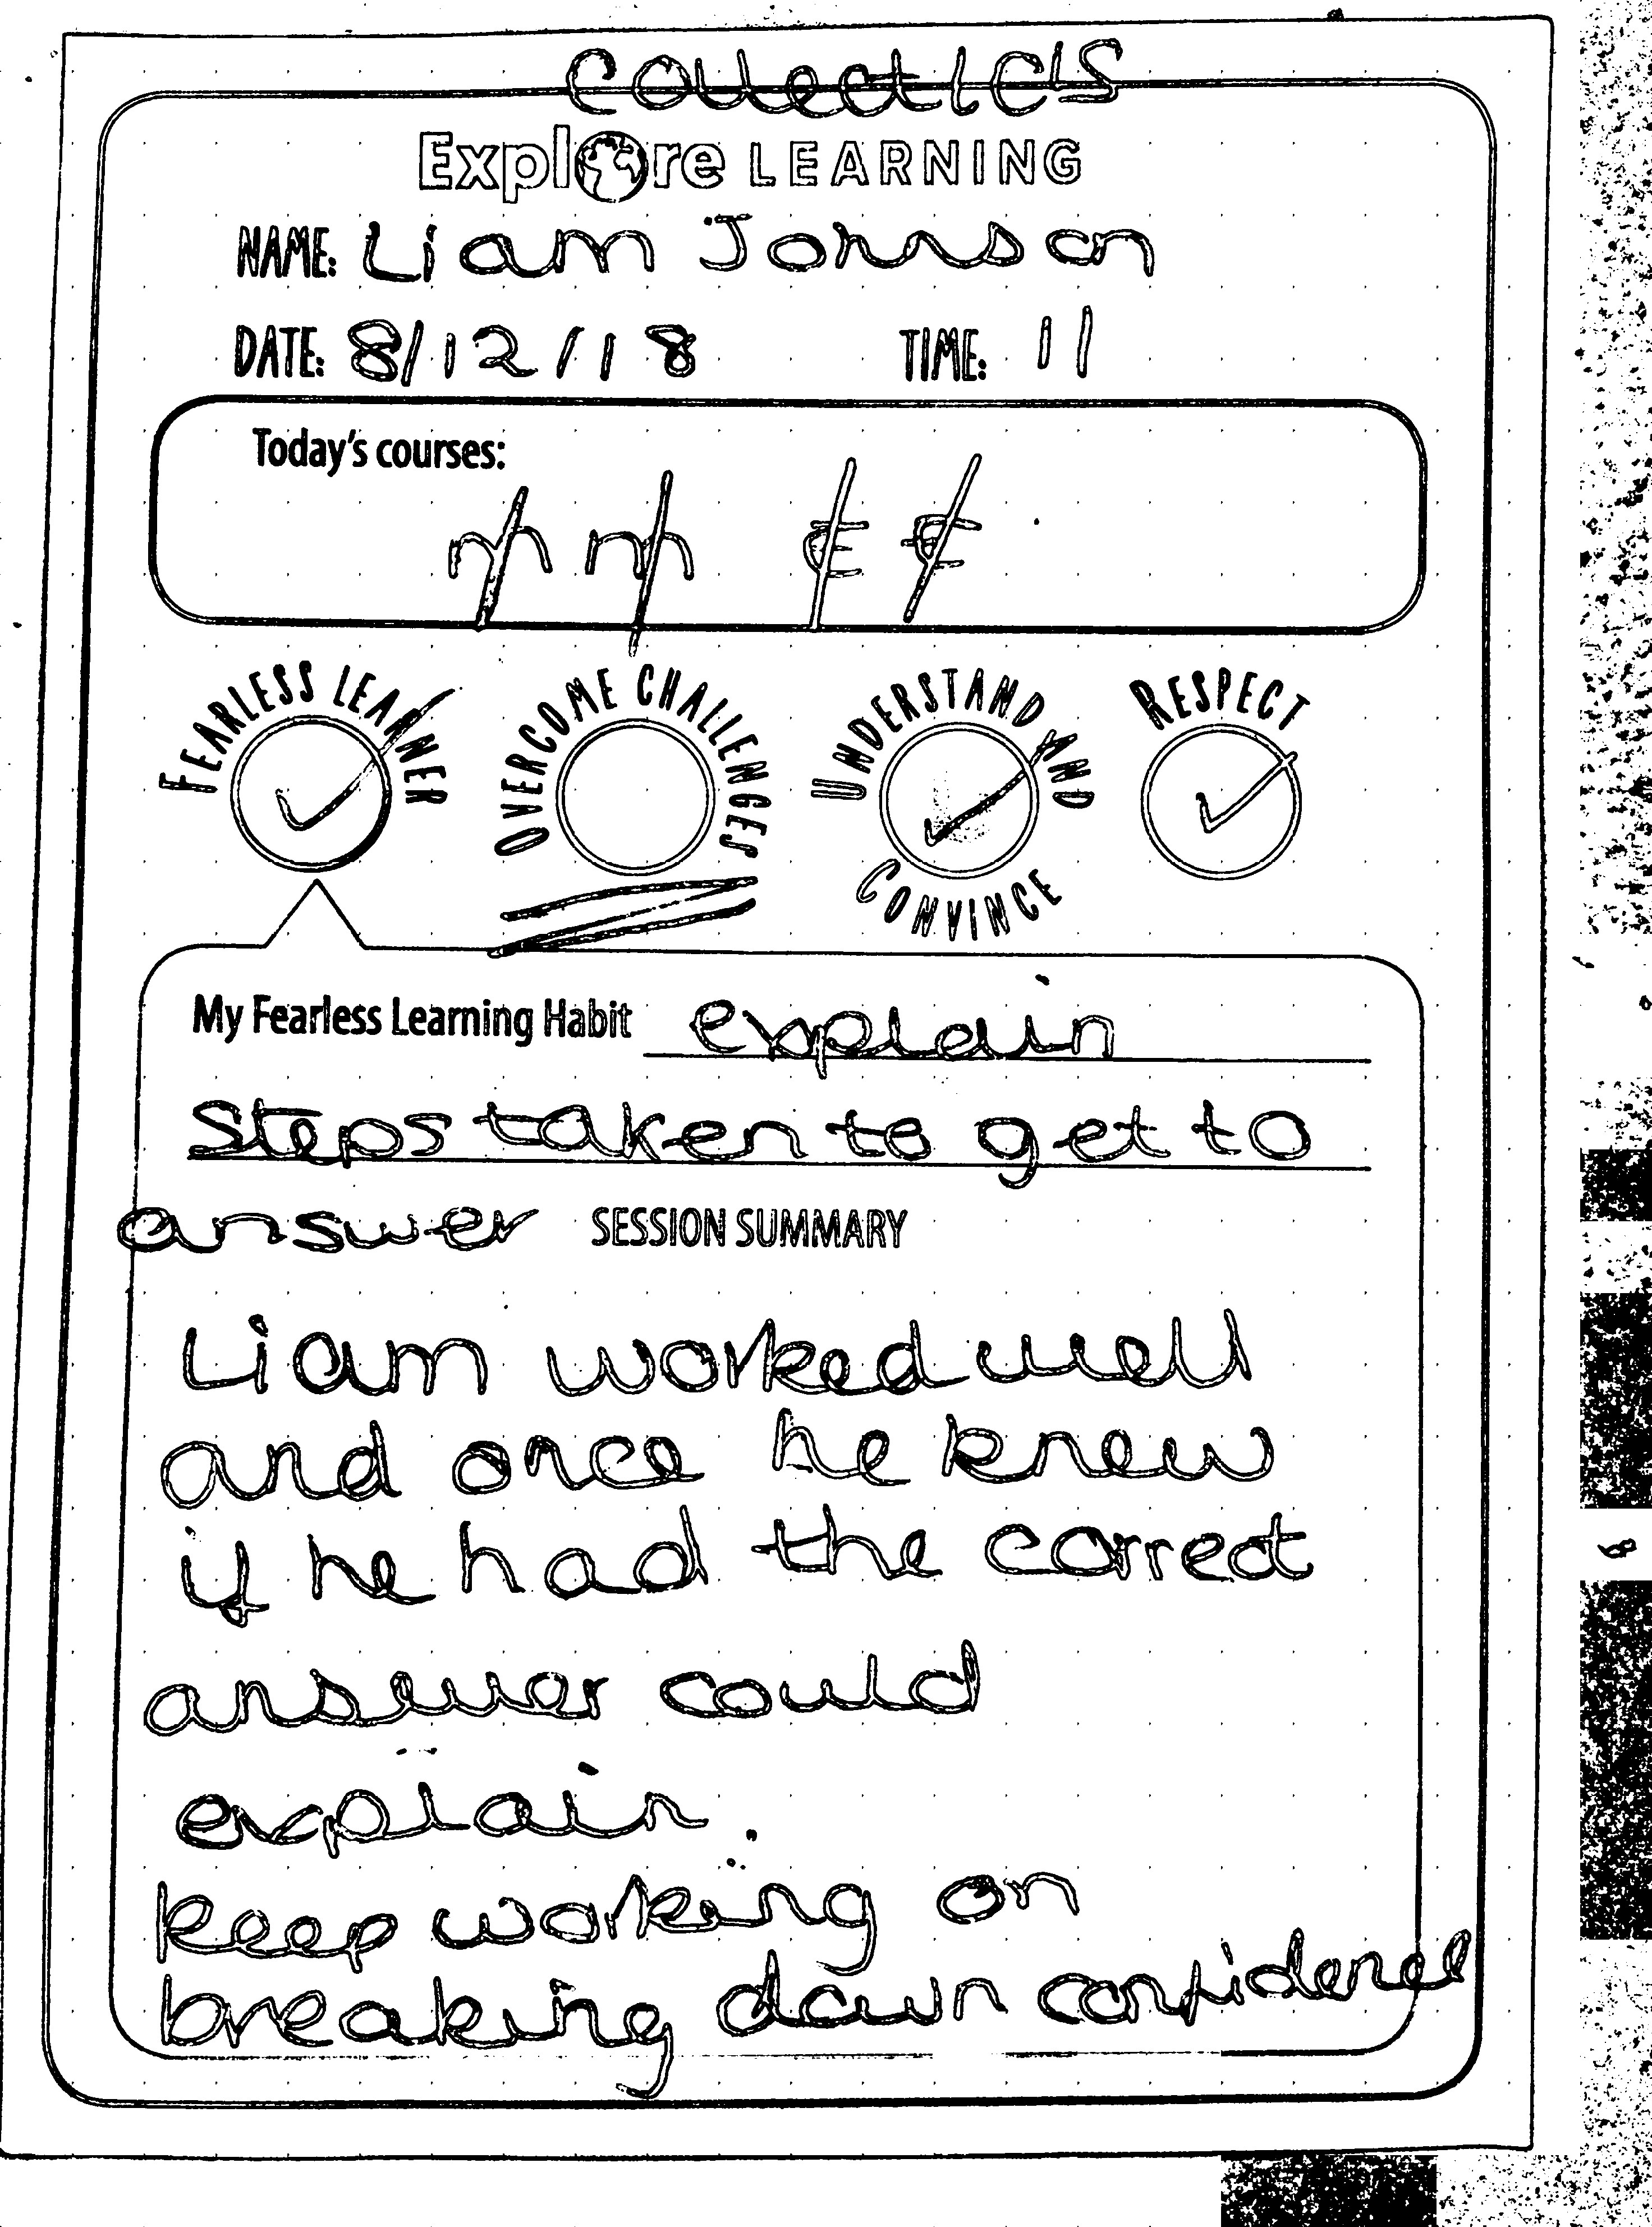 Collect IC's
Explore LEARNING
NAME: Liam Johnson
DATE: 8/12/18 TIME: 11
Today's courses:
m m E E
FEARLESS LEARNER OVERCOME CHALLENGES UNDERSTAND AND CONVINCE RESPECT
My Fearless Learning Habit explain
Steps taken to get to
answer SESSION SUMMARY
Liam worked well
and once he knew
if he had the correct
answer could
explain.
keep working on
breaking down confidence